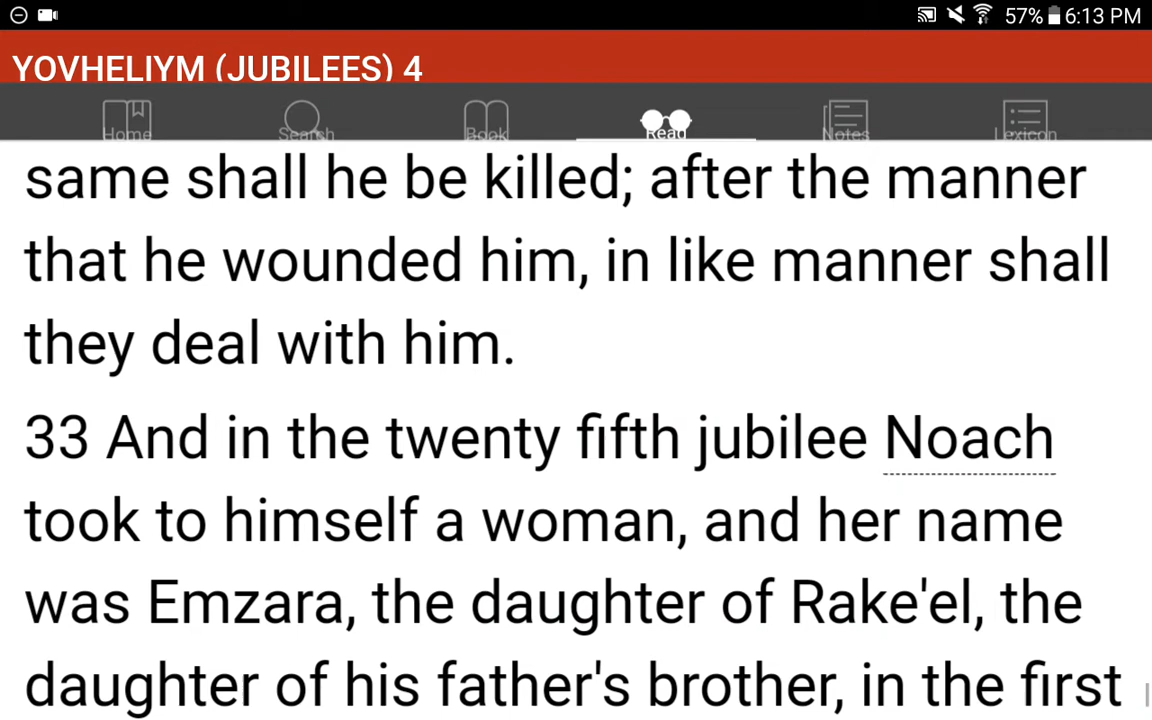 57% 6:13 PM
YOVHELIYM (JUBILEES) 4
Home Search Book Read Notes Lexicon
same shall he be killed; after the manner
that he wounded him, in like manner shall
they deal with him.
33 And in the twenty fifth jubilee Noach
took to himself a woman, and her name
was Emzara, the daughter of Rake'el, the
daughter of his father's brother, in the first